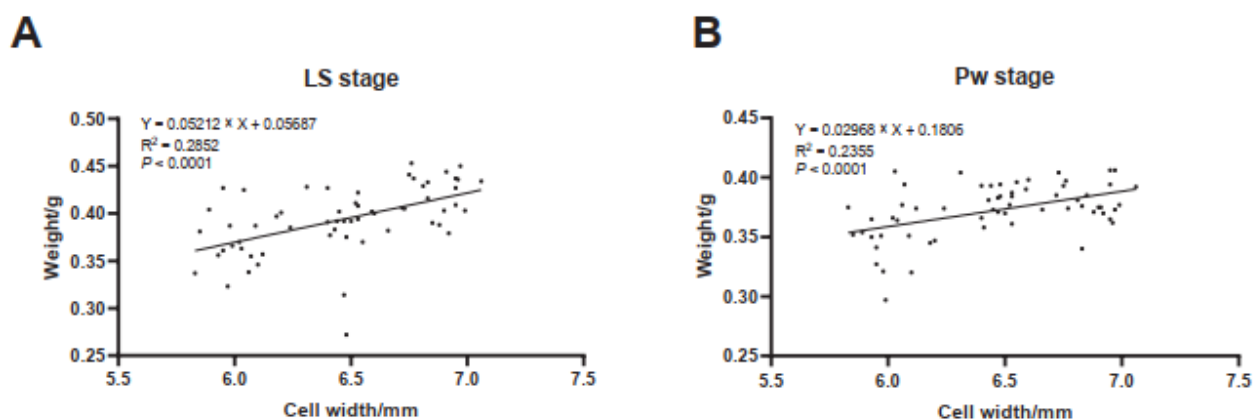 A
LS stage
Y = 0.05212 × X + 0.05687
R² = 0.2852
P < 0.0001
Weight/g
0.50
0.45
0.40
0.35
0.30
0.25
5.5 6.0 6.5 7.0 7.5
Cell width/mm
B
Pw stage
Y = 0.02968 × X + 0.1806
R² = 0.2355
P < 0.0001
Weight/g
0.45
0.40
0.35
0.30
0.25
5.5 6.0 6.5 7.0 7.5
Cell width/mm